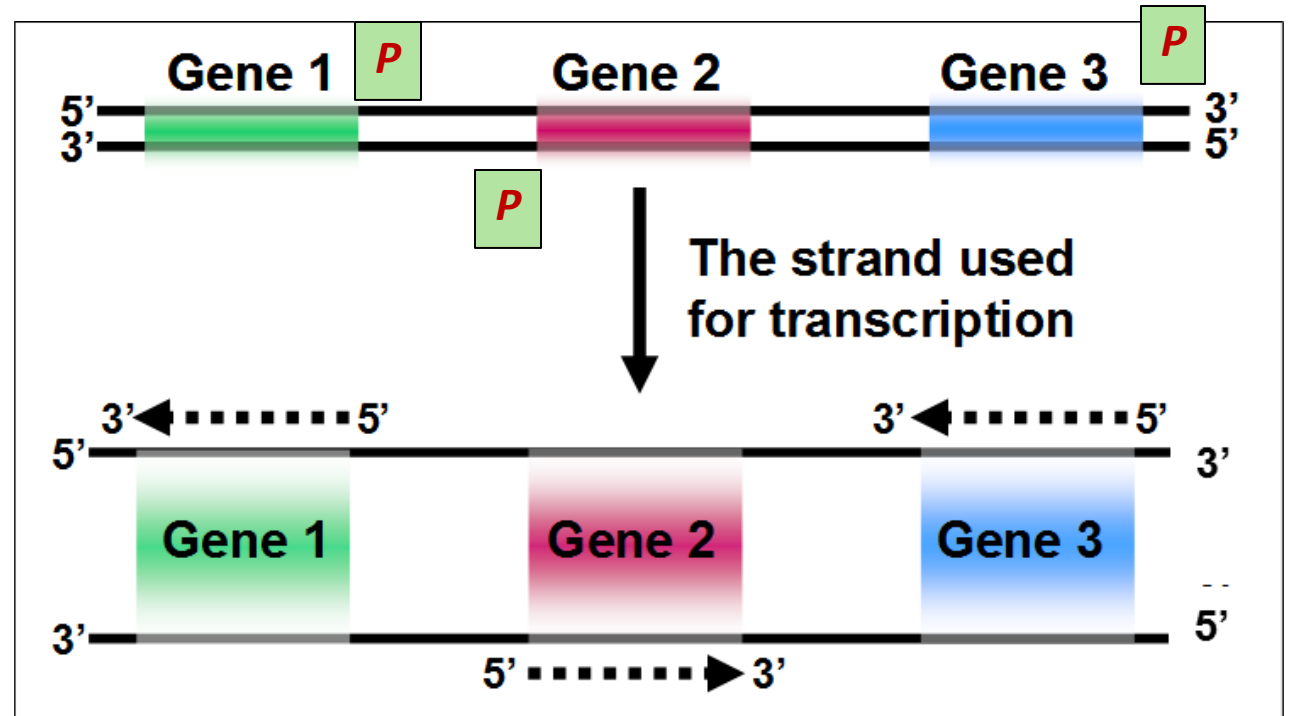 P
P
Gene 1 Gene 2 Gene 3
5’ 3’
3’ 5’
P
The strand used
for transcription
3’ 5’ 3’ 5’
5’ 3’
Gene 1 Gene 2 Gene 3
3’ 5’
5’ 3’